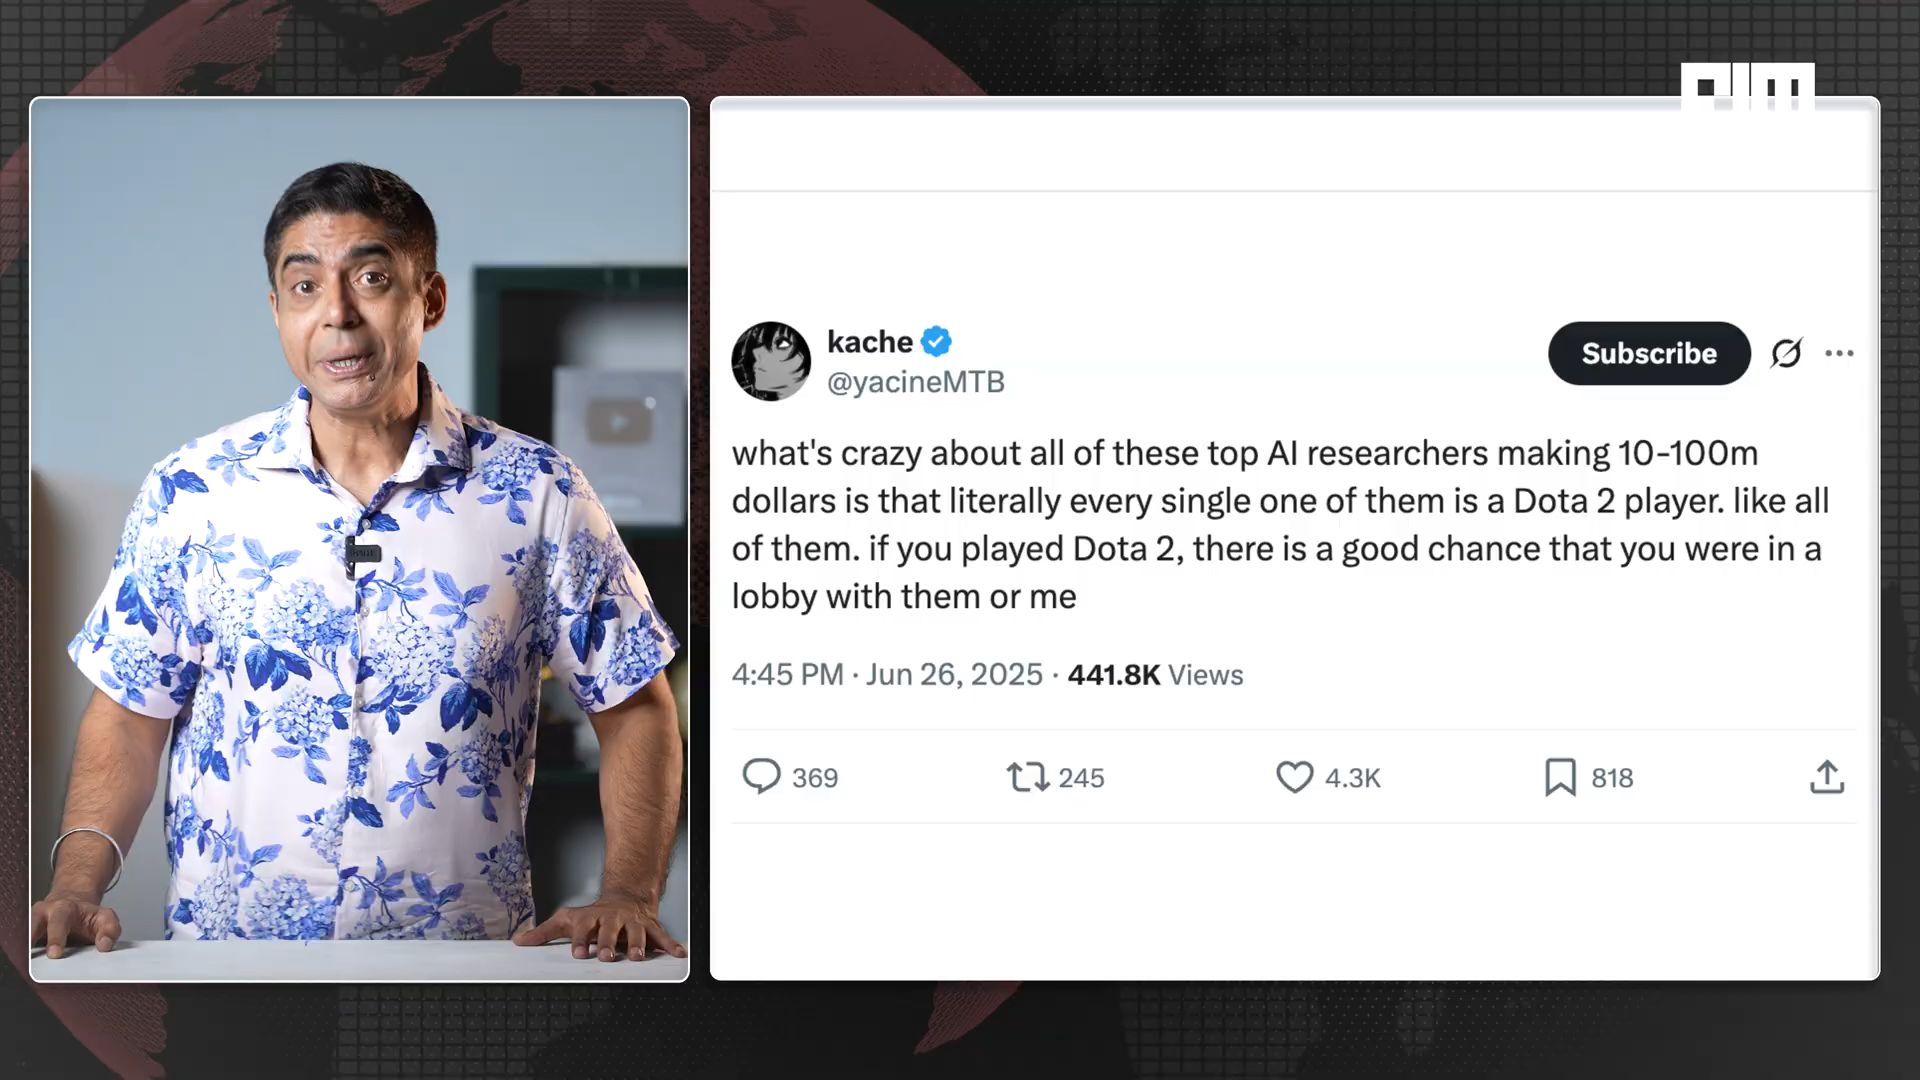 aim
kache
@yacineMTB
Subscribe
what's crazy about all of these top AI researchers making 10-100m
dollars is that literally every single one of them is a Dota 2 player. like all
of them. if you played Dota 2, there is a good chance that you were in a
lobby with them or me
4:45 PM · Jun 26, 2025 · 441.8K Views
369 245 4.3K 818